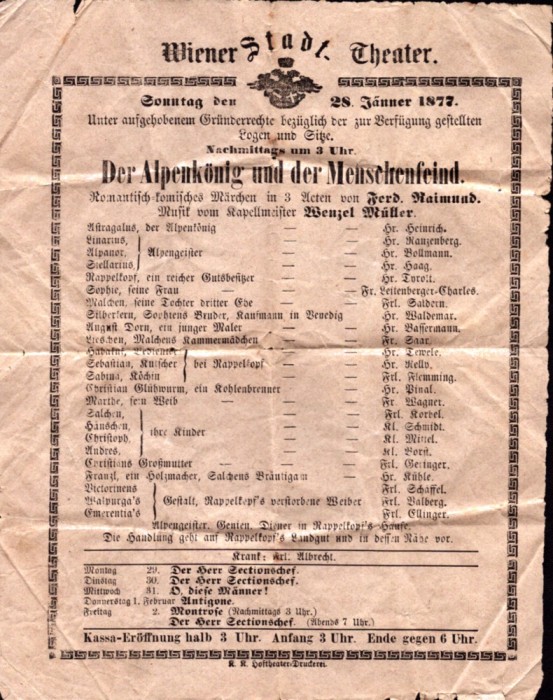 Wiener Stadt-Theater.
Sonntag den 28. Jänner 1877.
Unter aufgehobenem Gründerrechte bezüglich der zur Verfügung gestellten
Logen und Sitze.
Nachmittags um 3 Uhr.
Der Alpenkönig und der Menschenfeind.
Romantisch-komisches Märchen in 3 Acten von Ferd. Raimund.
Musik vom Kapellmeister Wenzel Müller.
Astragalus, der Alpenkönig — — Hr. Heinrich.
Linarius, — — Hr. Ranzenberg.
Alpanor, Alpengeister — — Hr. Vollmann.
Stellarius, — — Hr. Haag.
Rappelkopf, ein reicher Gutsbesitzer — — Hr. Tyrolt.
Sophie, seine Frau — — — Fr. Leitenberger-Charles.
Malchen, seine Tochter dritter Ehe — — Frl. Saldern.
Silberkern, Sophiens Bruder, Kaufmann in Venedig Hr. Waldemar.
August Dorn, ein junger Maler — — Hr. Bassermann.
Lieschen, Malchens Kammermädchen — — Fr. Saar.
Habakuk, Bedienter — — Hr. Tewele.
Sebastian, Kutscher bei Rappelkopf — — Hr. Kelly.
Sabina, Köchin — — Frl. Flemming.
Christian Glühwurm, ein Kohlenbrenner — — Hr. Pinal.
Marthe, sein Weib — — — Fr. Wagner.
Salchen, — — Frl. Korbel.
Hänschen, — — Kl. Schmidt.
Christoph, ihre Kinder — — Kl. Mittel.
Andres, — — Kl. Horst.
Christians Großmutter — — — Frl. Geringer.
Franzl, ein Holzmacher, Salchens Bräutigam — Hr. Kühle.
Victorinens — Frl. Schaffel.
Walpurga's Gestalt, Rappelkopf's verstorbene Weiber Frl. Valberg.
Emerentia's — Frl. Ellinger.
Alpengeister. Genien. Diener in Rappelkopf's Hause.
Die Handlung geht auf Rappelkopf's Landgut und in dessen Nähe vor.
Krank: Frl. Albrecht.
Montag 29. Der Herr Sectionschef.
Dinstag 30. Der Herr Sectionschef.
Mittwoch 31. O, diese Männer!
Donnerstag 1. Februar Antigone.
Freitag 2. Montrose (Nachmittags 3 Uhr.)
Der Herr Sectionschef. (Abends 7 Uhr.)
Kassa-Eröffnung halb 3 Uhr. Anfang 3 Uhr. Ende gegen 6 Uhr.
K. K. Hoftheater-Druckerei.